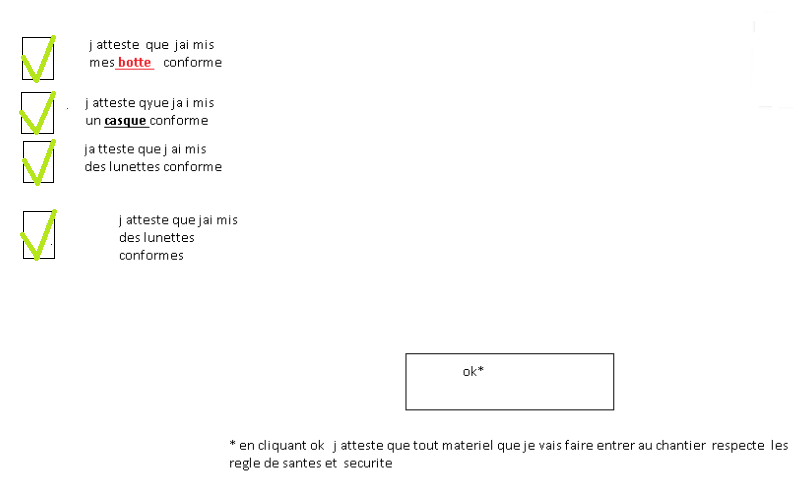 j atteste que jai mis
mes botte conforme
j atteste qyue ja i mis
un casque conforme
ja tteste que j ai mis
des lunettes conforme
j atteste que jai mis
des lunettes
conformes
ok*
* en cliquant ok j atteste que tout materiel que je vais faire entrer au chantier respecte les
regle de santes et securite